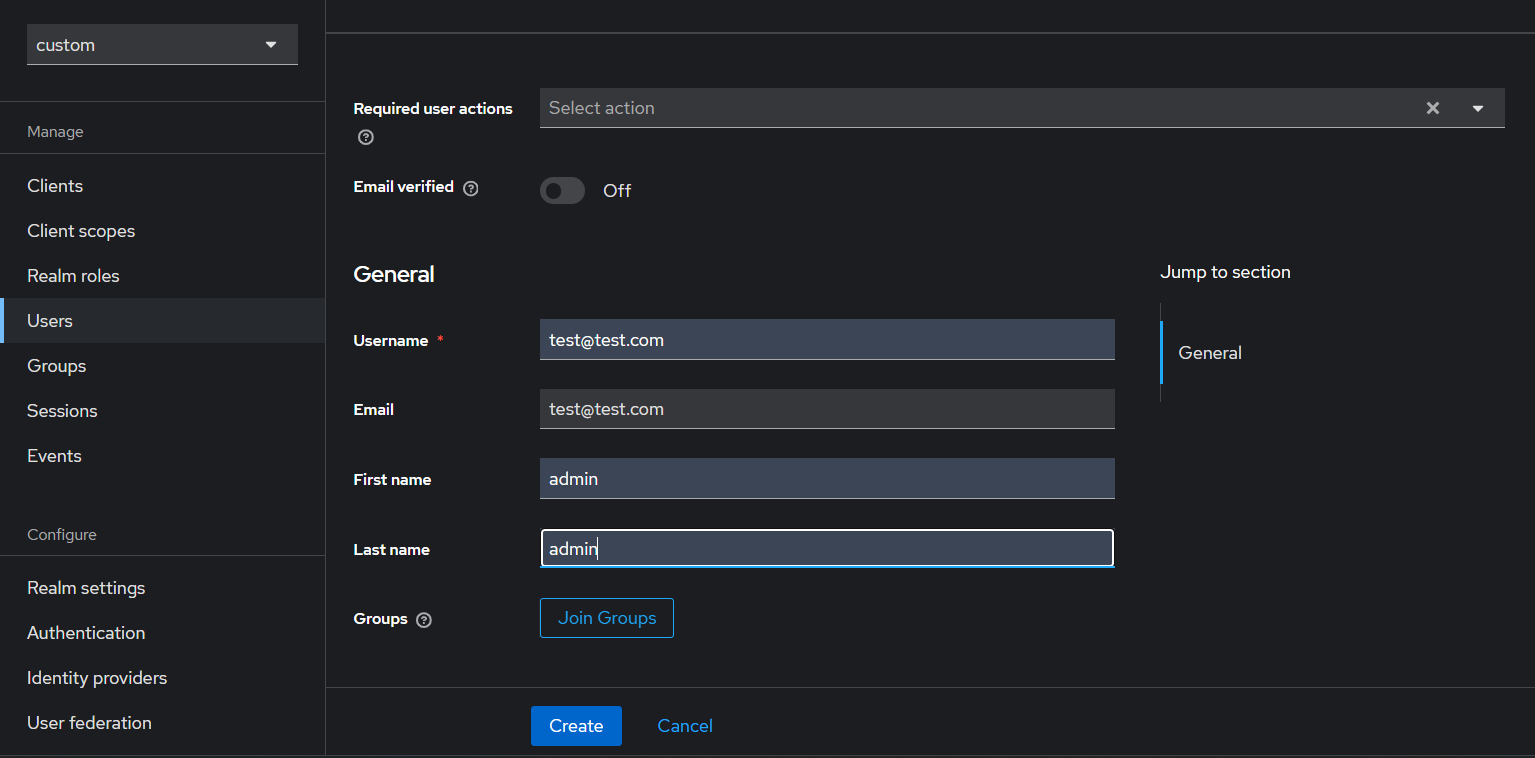 custom
Manage
Clients
Client scopes
Realm roles
Users
Groups
Sessions
Events
Configure
Realm settings
Authentication
Identity providers
User federation
Required user actions
Select action
Email verified
Off
General
Username *
test@test.com
Email
test@test.com
First name
admin
Last name
admin
Groups
Join Groups
Create
Cancel
Jump to section
General